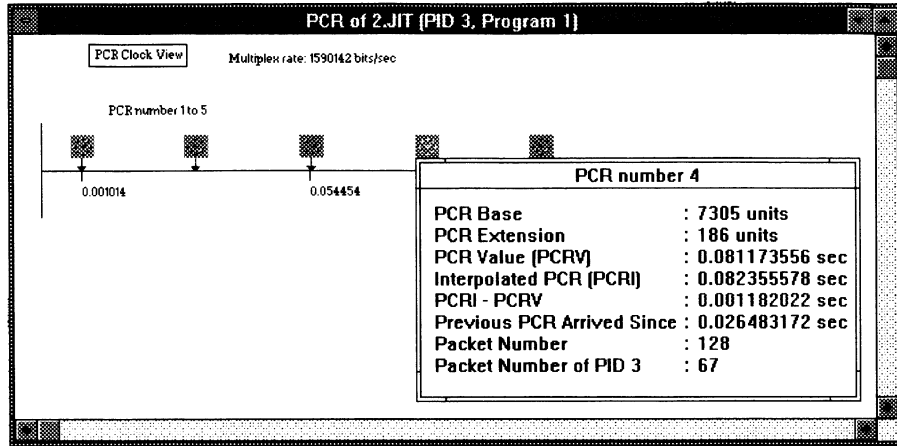 PCR of 2.JIT (PID 3, Program 1)
PCR Clock View
Multiplex rate: 1590142 bits/sec
PCR number 1 to 5
0.001014
0.054454
PCR number 4
PCR Base : 7305 units
PCR Extension : 186 units
PCR Value (PCRV) : 0.081173556 sec
Interpolated PCR (PCRI) : 0.082355578 sec
PCRI - PCRV : 0.001182022 sec
Previous PCR Arrived Since : 0.026483172 sec
Packet Number : 128
Packet Number of PID 3 : 67